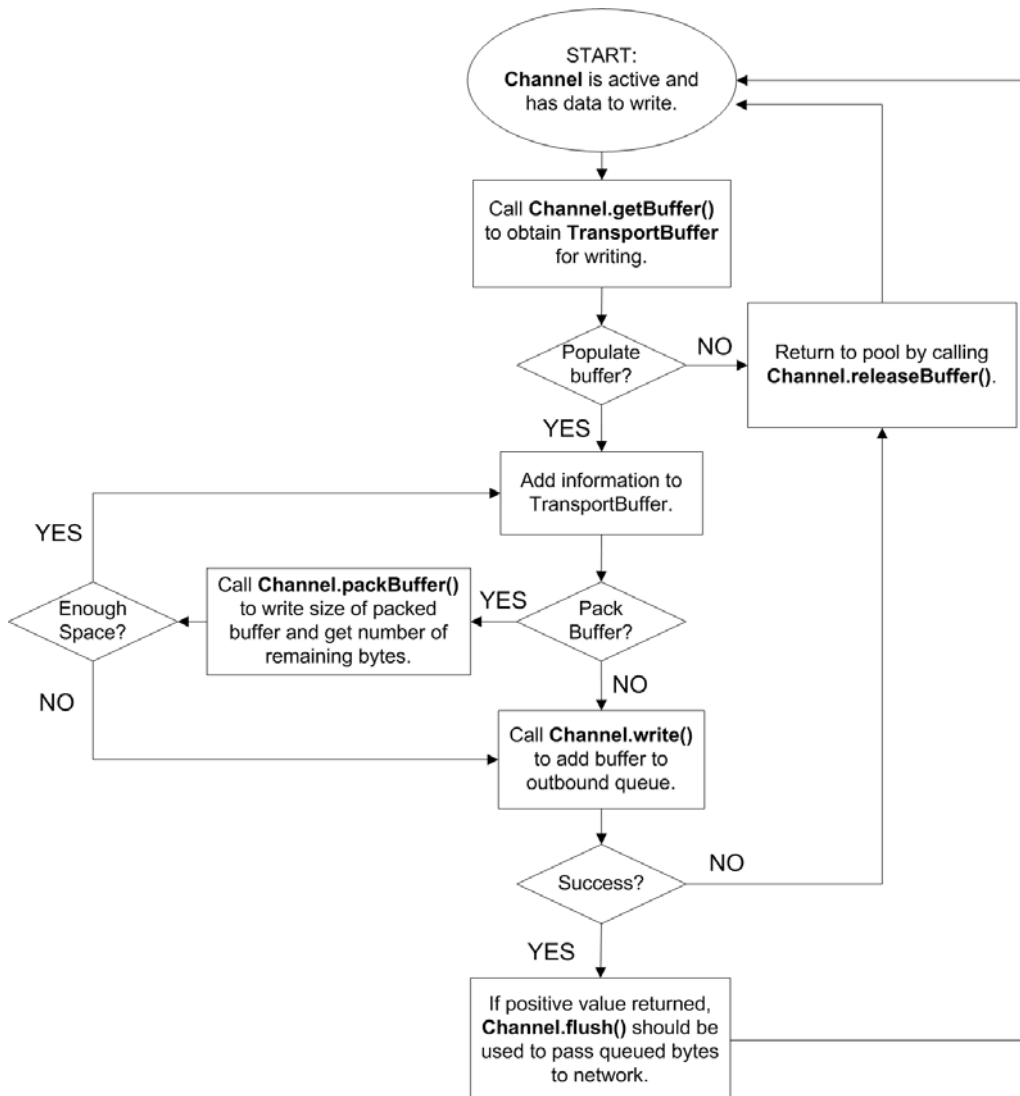 START:
Channel is active and
has data to write.
Call Channel.getBuffer()
to obtain TransportBuffer
for writing.
Populate
buffer?
NO
Return to pool by calling
Channel.releaseBuffer().
YES
Add information to
TransportBuffer.
YES
Enough
Space?
Call Channel.packBuffer()
to write size of packed
buffer and get number of
remaining bytes.
YES
Pack
Buffer?
NO
NO
Call Channel.write()
to add buffer to
outbound queue.
Success?
NO
YES
If positive value returned,
Channel.flush() should be
used to pass queued bytes
to network.